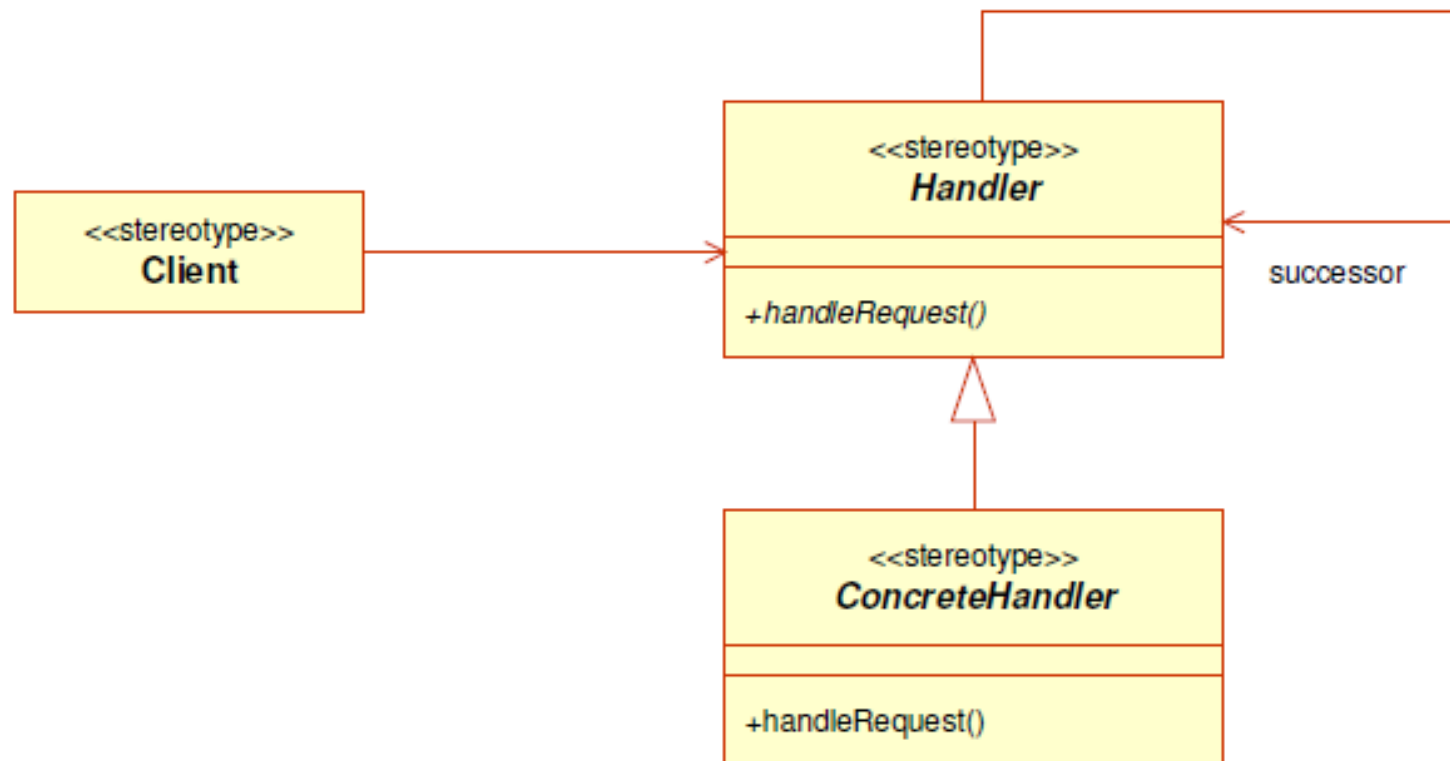 <<stereotype>>
Handler
<<stereotype>>
Client
successor
+handleRequest()
<<stereotype>>
ConcreteHandler
+handleRequest()